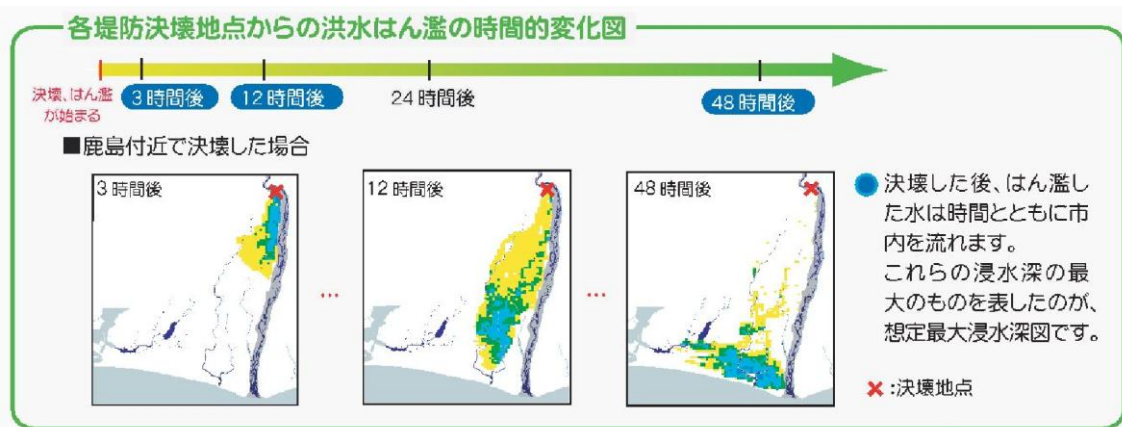 各堤防決壊地点からの洪水はん濫の時間的変化図
決壊、はん濫
が始まる
3時間後
12時間後
24時間後
48時間後
■鹿島付近で決壊した場合
3時間後
…
12時間後
…
48時間後
●決壊した後、はん濫し
た水は時間とともに市
内を流れます。
これらの浸水深の最
大のものを表したのが、
想定最大浸水深図です。
×:決壊地点